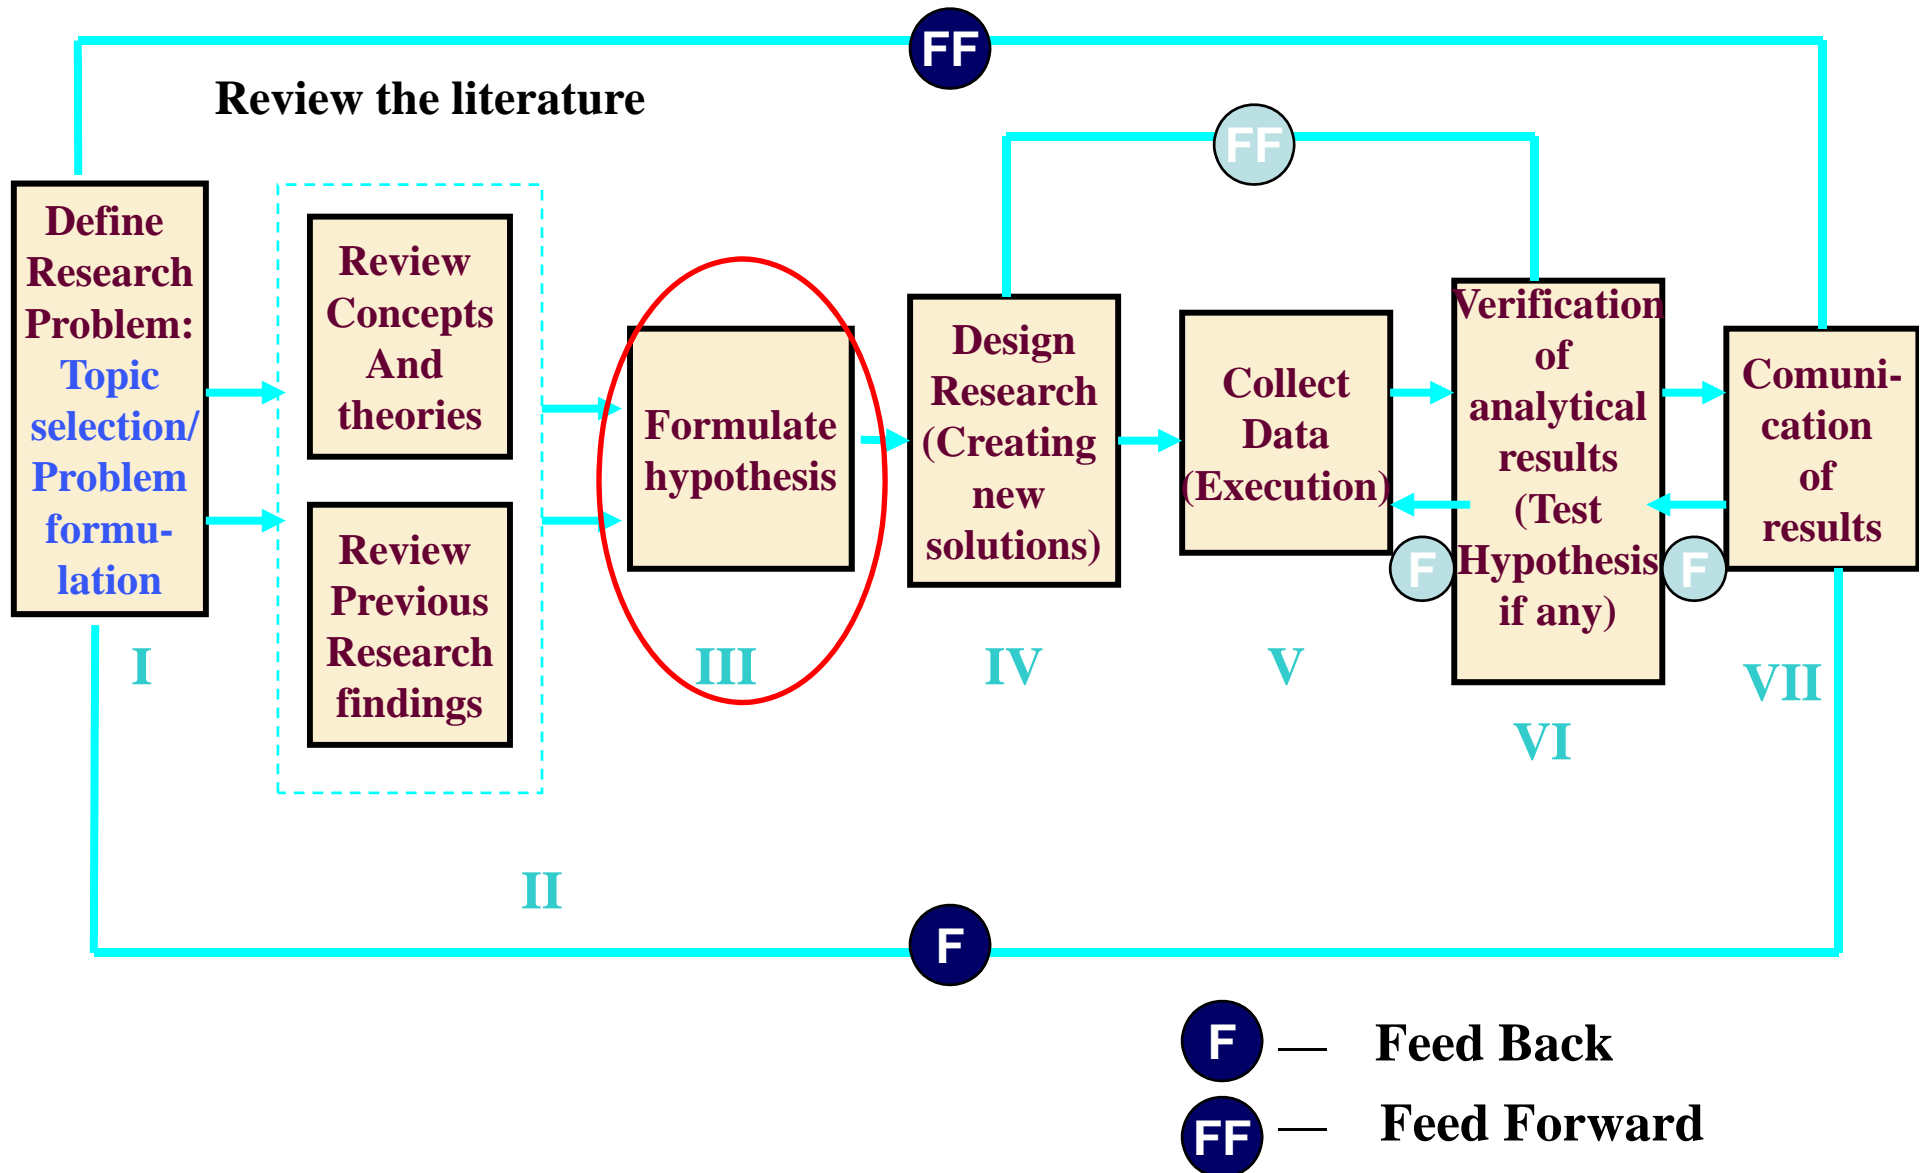 FF
Review the literature
FF
Define
Research
Problem:
Topic
selection/
Problem
formu-
lation
I
Review
Concepts
And
theories
Review
Previous
Research
findings
II
Formulate
hypothesis
III
Design
Research
(Creating
new
solutions)
IV
Collect
Data
(Execution)
V
F
Verification
of
analytical
results
(Test
Hypothesis
if any)
VI
F
Comuni-
cation
of
results
VII
F
F — Feed Back
FF — Feed Forward